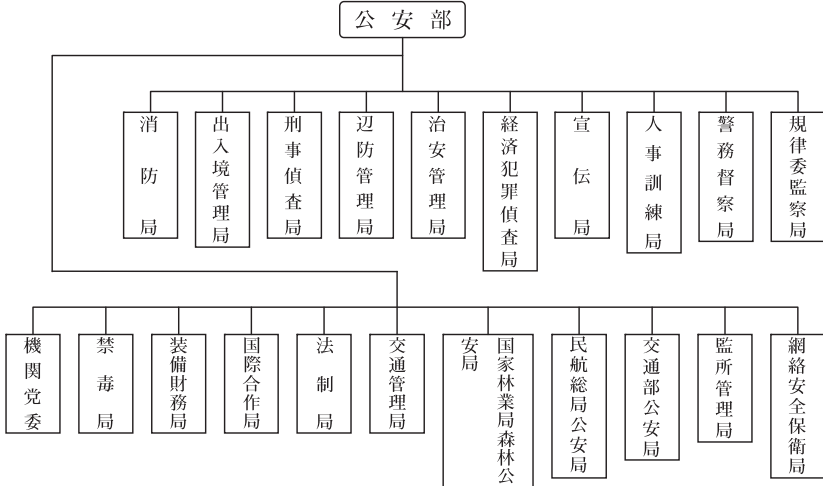 公安部
消防局
出入境管理局
刑事偵査局
辺防管理局
治安管理局
経済犯罪偵査局
宣伝局
人事訓練局
警務督察局
規律委監察局
機関党委
禁毒局
装備財務局
国際合作局
法制局
交通管理局
国家林業局森林公
安局
民航総局公安局
交通部公安局
監所管理局
網絡安全保衛局